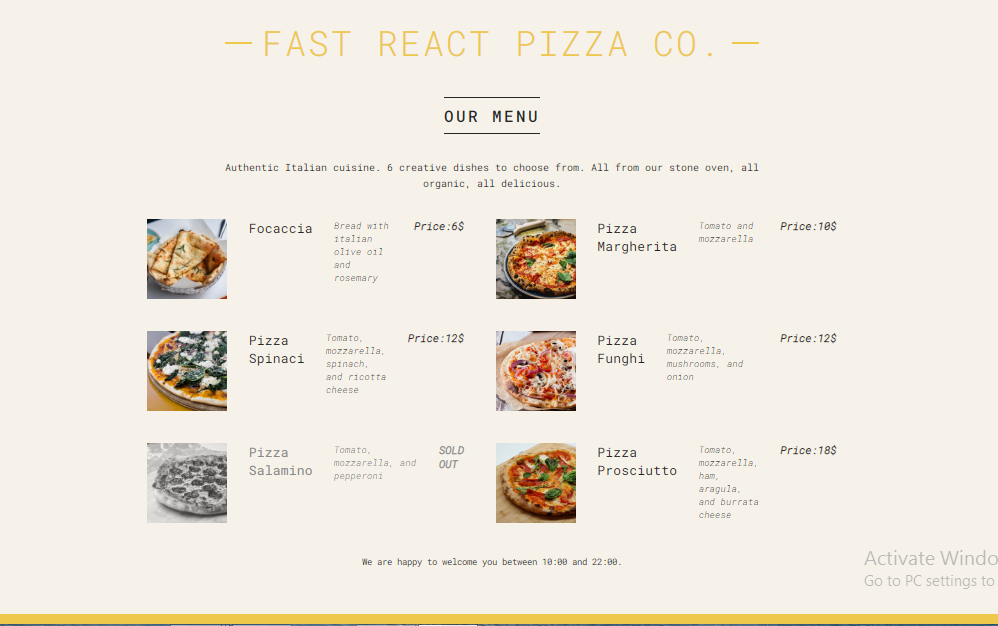 — FAST REACT PIZZA CO. —
OUR MENU
Authentic Italian cuisine. 6 creative dishes to choose from. All from our stone oven, all
organic, all delicious.
Focaccia
Bread with
italian
olive oil
and
rosemary
Price:6$
Pizza
Margherita
Tomato and
mozzarella
Price:10$
Pizza
Spinaci
Tomato,
mozzarella,
spinach,
and ricotta
cheese
Price:12$
Pizza
Funghi
Tomato,
mozzarella,
mushrooms, and
onion
Price:12$
Pizza
Salamino
Tomato,
mozzarella, and
pepperoni
SOLD
OUT
Pizza
Prosciutto
Tomato,
mozzarella,
ham,
aragula,
and burrata
cheese
Price:18$
We are happy to welcome you between 10:00 and 22:00.
Activate Windo
Go to PC settings to